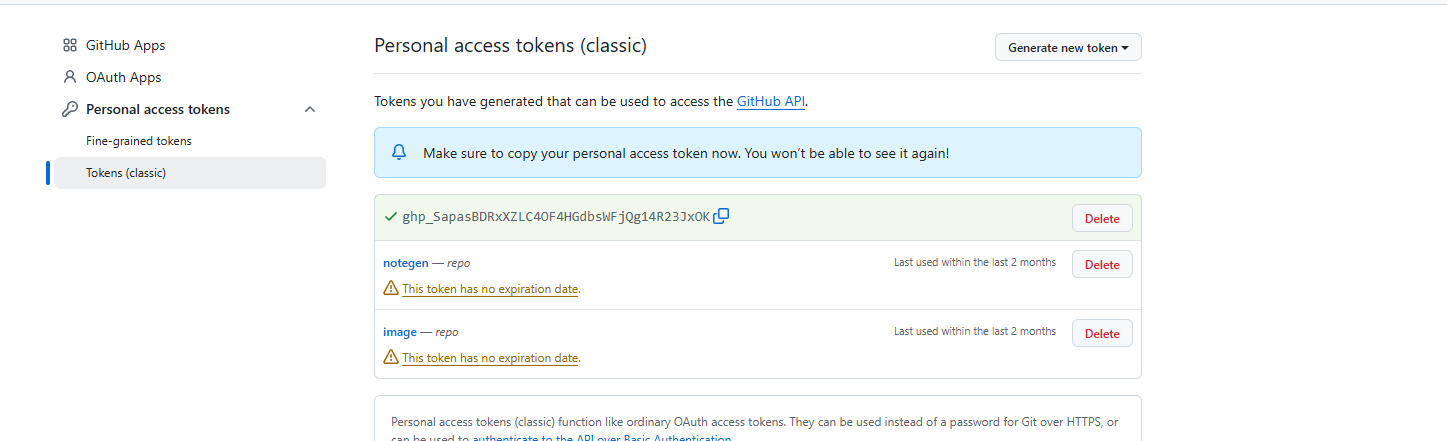 GitHub Apps
OAuth Apps
Personal access tokens
Fine-grained tokens
Tokens (classic)
Personal access tokens (classic)
Generate new token
Tokens you have generated that can be used to access the GitHub API.
Make sure to copy your personal access token now. You won't be able to see it again!
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
Delete
notegen — repo
Last used within the last 2 months
Delete
This token has no expiration date.
image — repo
Last used within the last 2 months
Delete
This token has no expiration date.
Personal access tokens (classic) function like ordinary OAuth access tokens. They can be used instead of a password for Git over HTTPS, or
can be used to authenticate to the API over Basic Authentication.